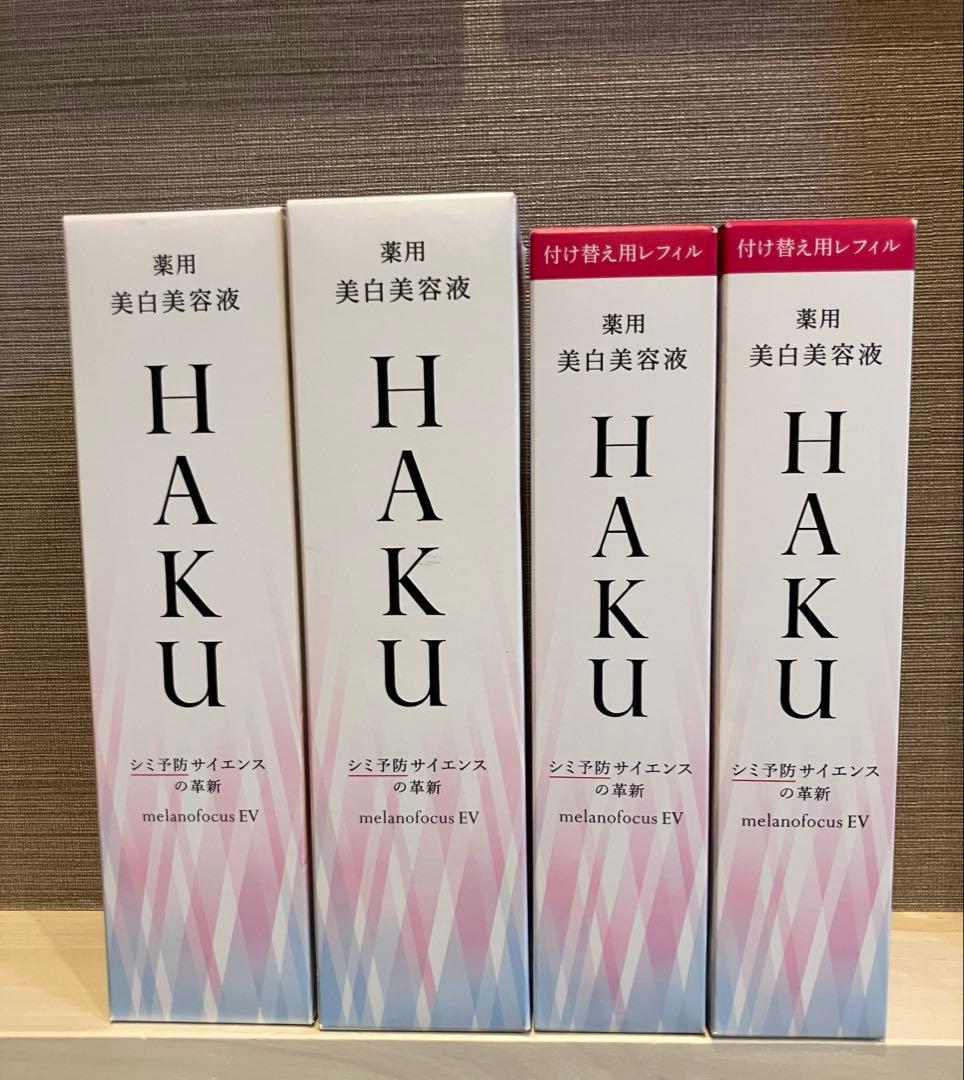 薬用
美白美容液
HAKU
シミ予防サイエンス
の革新
melanofocus EV
薬用
美白美容液
HAKU
シミ予防サイエンス
の革新
melanofocus EV
付け替え用レフィル
薬用
美白美容液
HAKU
シミ予防サイエンス
の革新
melanofocus EV
付け替え用レフィル
薬用
美白美容液
HAKU
シミ予防サイエンス
の革新
melanofocus EV